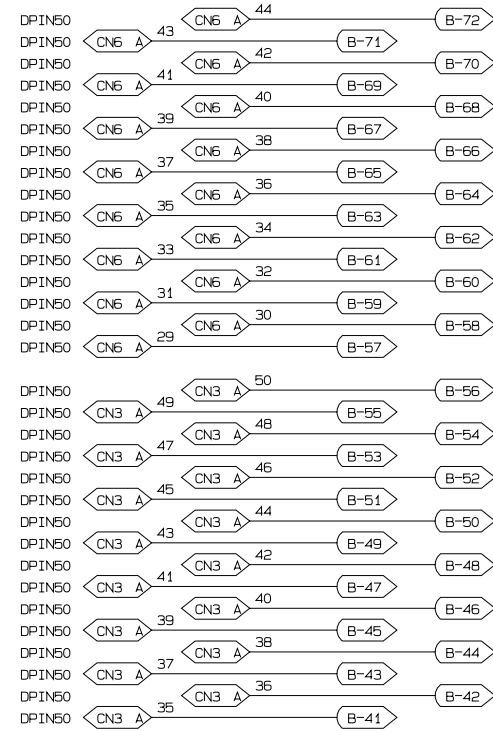 DPIN50 CN6 A 44 B-72
DPIN50 CN6 A 43 B-71
DPIN50 CN6 A 42 B-70
DPIN50 CN6 A 41 B-69
DPIN50 CN6 A 40 B-68
DPIN50 CN6 A 39 B-67
DPIN50 CN6 A 38 B-66
DPIN50 CN6 A 37 B-65
DPIN50 CN6 A 36 B-64
DPIN50 CN6 A 35 B-63
DPIN50 CN6 A 34 B-62
DPIN50 CN6 A 33 B-61
DPIN50 CN6 A 32 B-60
DPIN50 CN6 A 31 B-59
DPIN50 CN6 A 30 B-58
DPIN50 CN6 A 29 B-57
DPIN50 CN3 A 50 B-56
DPIN50 CN3 A 49 B-55
DPIN50 CN3 A 48 B-54
DPIN50 CN3 A 47 B-53
DPIN50 CN3 A 46 B-52
DPIN50 CN3 A 45 B-51
DPIN50 CN3 A 44 B-50
DPIN50 CN3 A 43 B-49
DPIN50 CN3 A 42 B-48
DPIN50 CN3 A 41 B-47
DPIN50 CN3 A 40 B-46
DPIN50 CN3 A 39 B-45
DPIN50 CN3 A 38 B-44
DPIN50 CN3 A 37 B-43
DPIN50 CN3 A 36 B-42
DPIN50 CN3 A 35 B-41